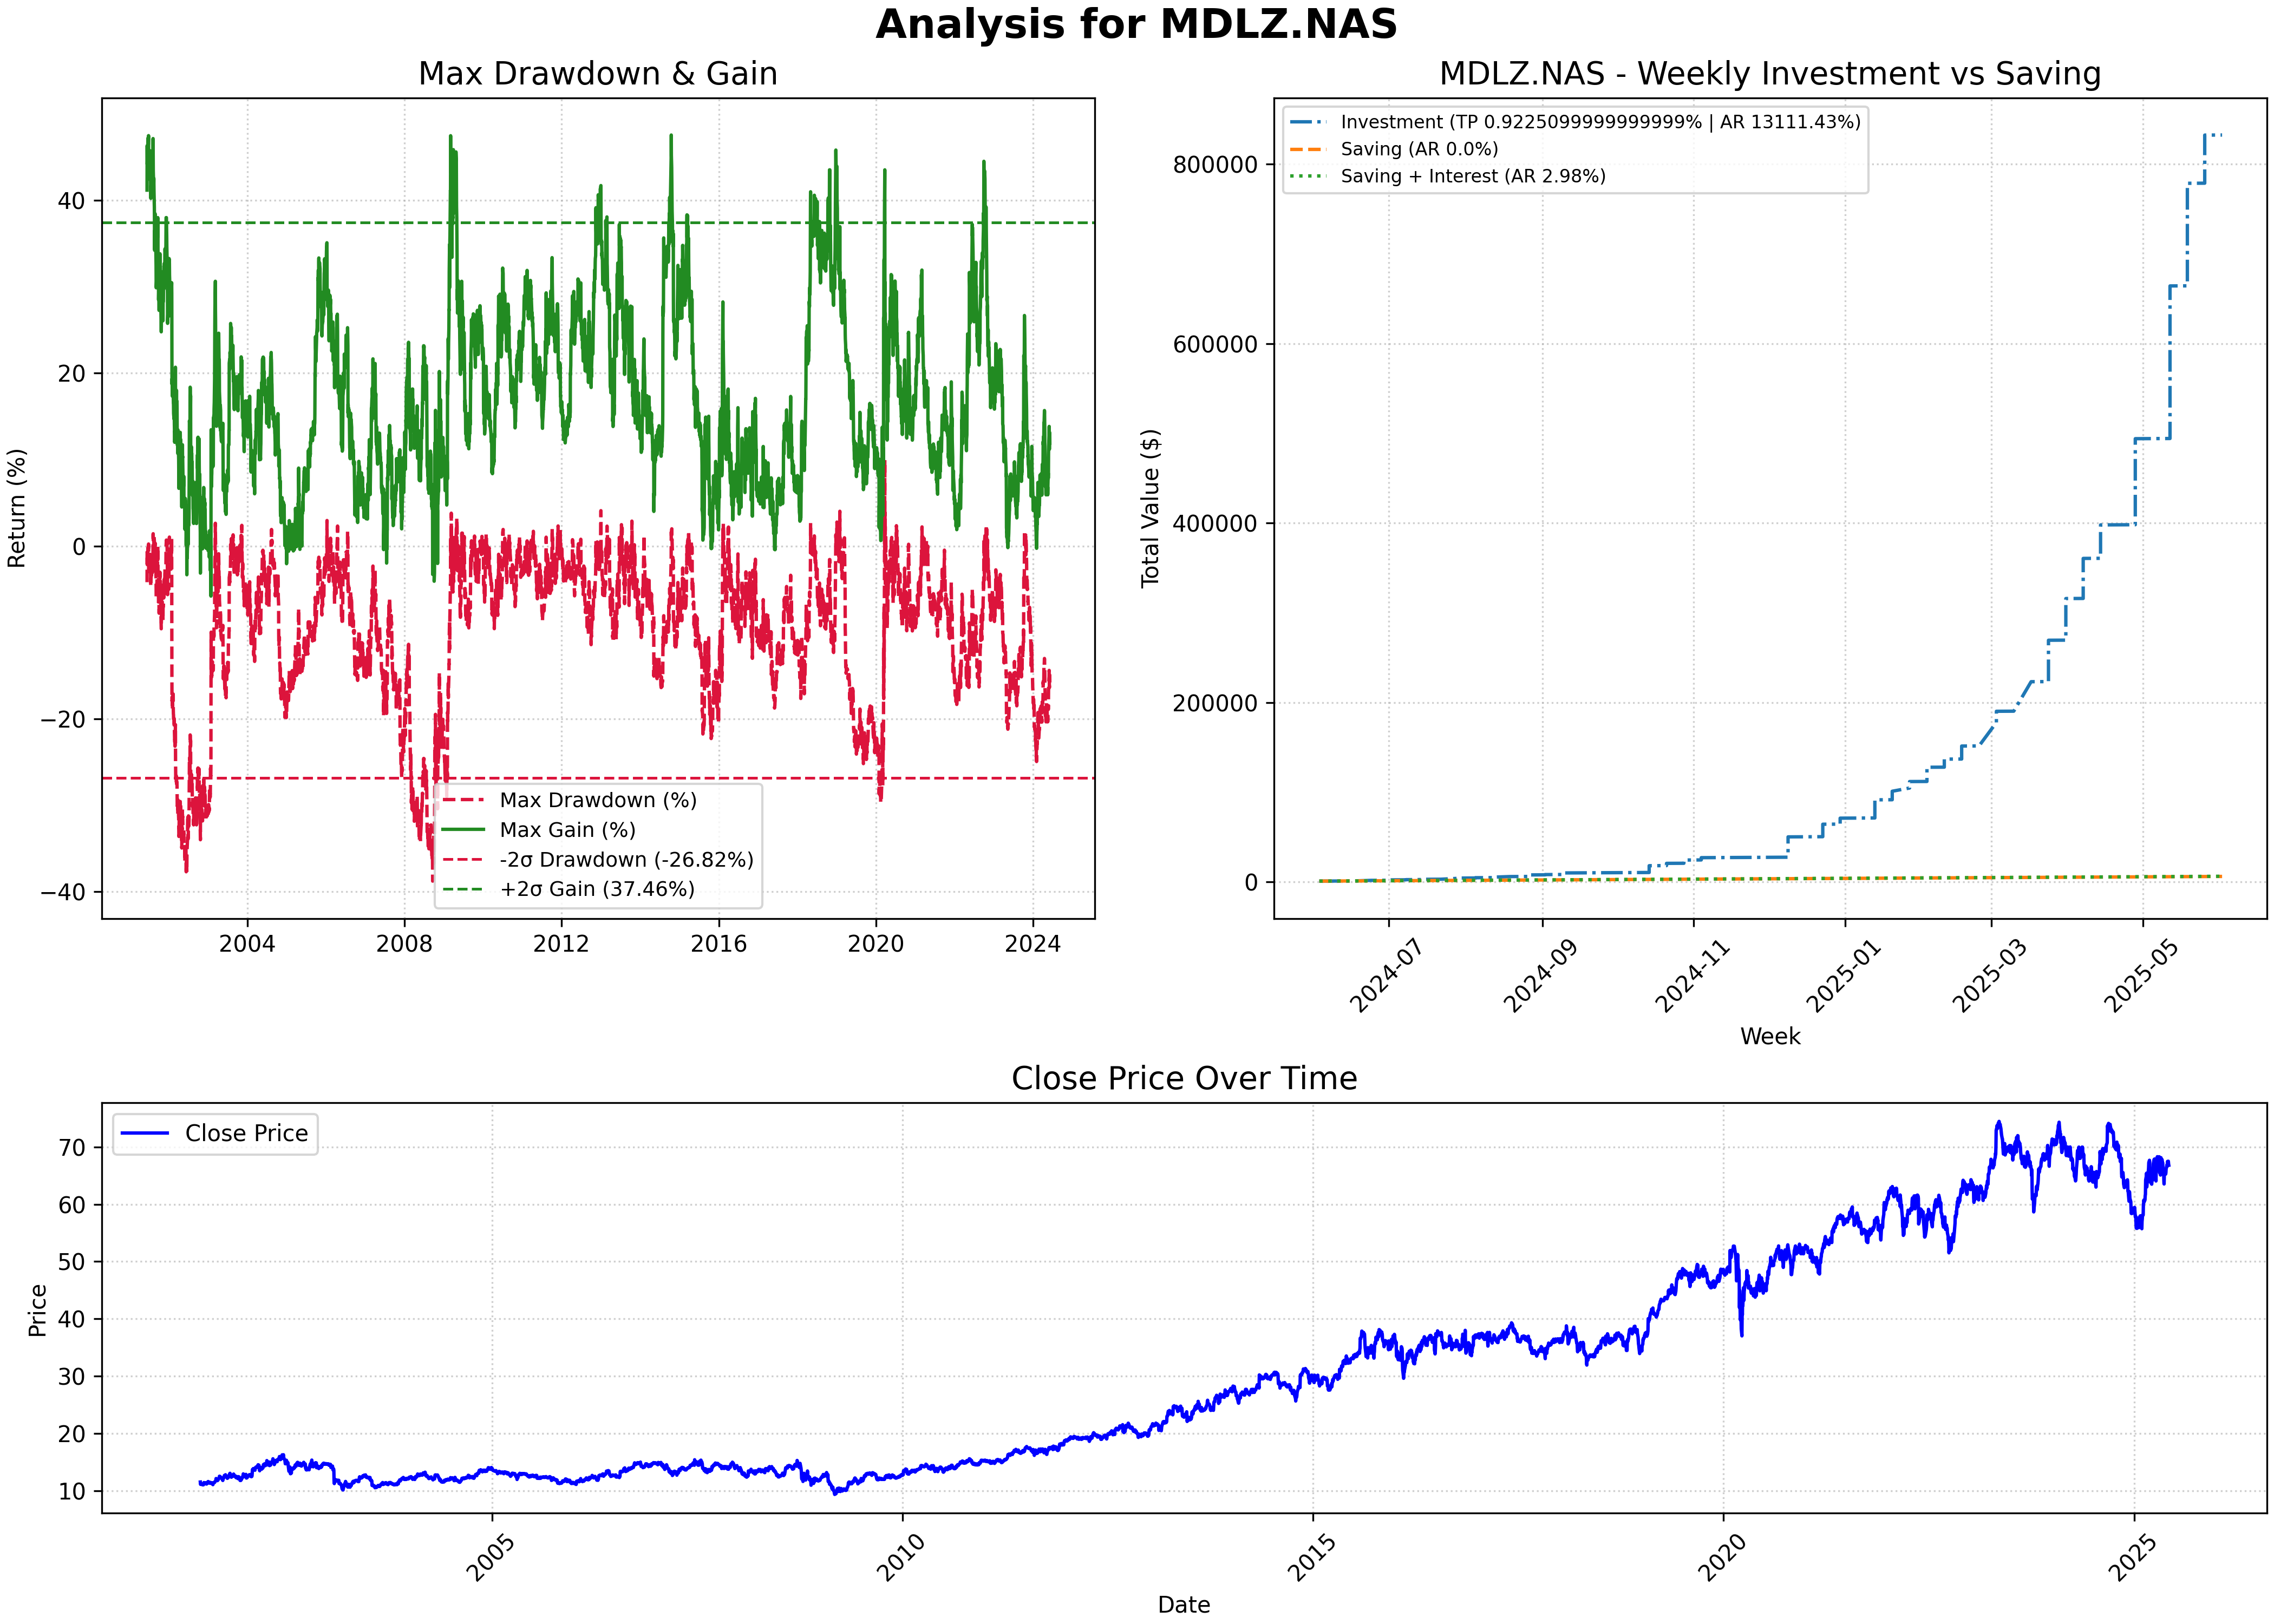 Analysis for MDLZ.NAS
Max Drawdown & Gain
Return (%)
40
20
0
−20
−40
2004 2008 2012 2016 2020 2024
Max Drawdown (%)
Max Gain (%)
-2σ Drawdown (-26.82%)
+2σ Gain (37.46%)
MDLZ.NAS - Weekly Investment vs Saving
Investment (TP 0.9225099999999999% | AR 13111.43%)
Saving (AR 0.0%)
Saving + Interest (AR 2.98%)
Total Value ($)
800000
600000
400000
200000
0
2024-07 2024-09 2024-11 2025-01 2025-03 2025-05
Week
Close Price Over Time
Close Price
Price
70
60
50
40
30
20
10
2005 2010 2015 2020 2025
Date